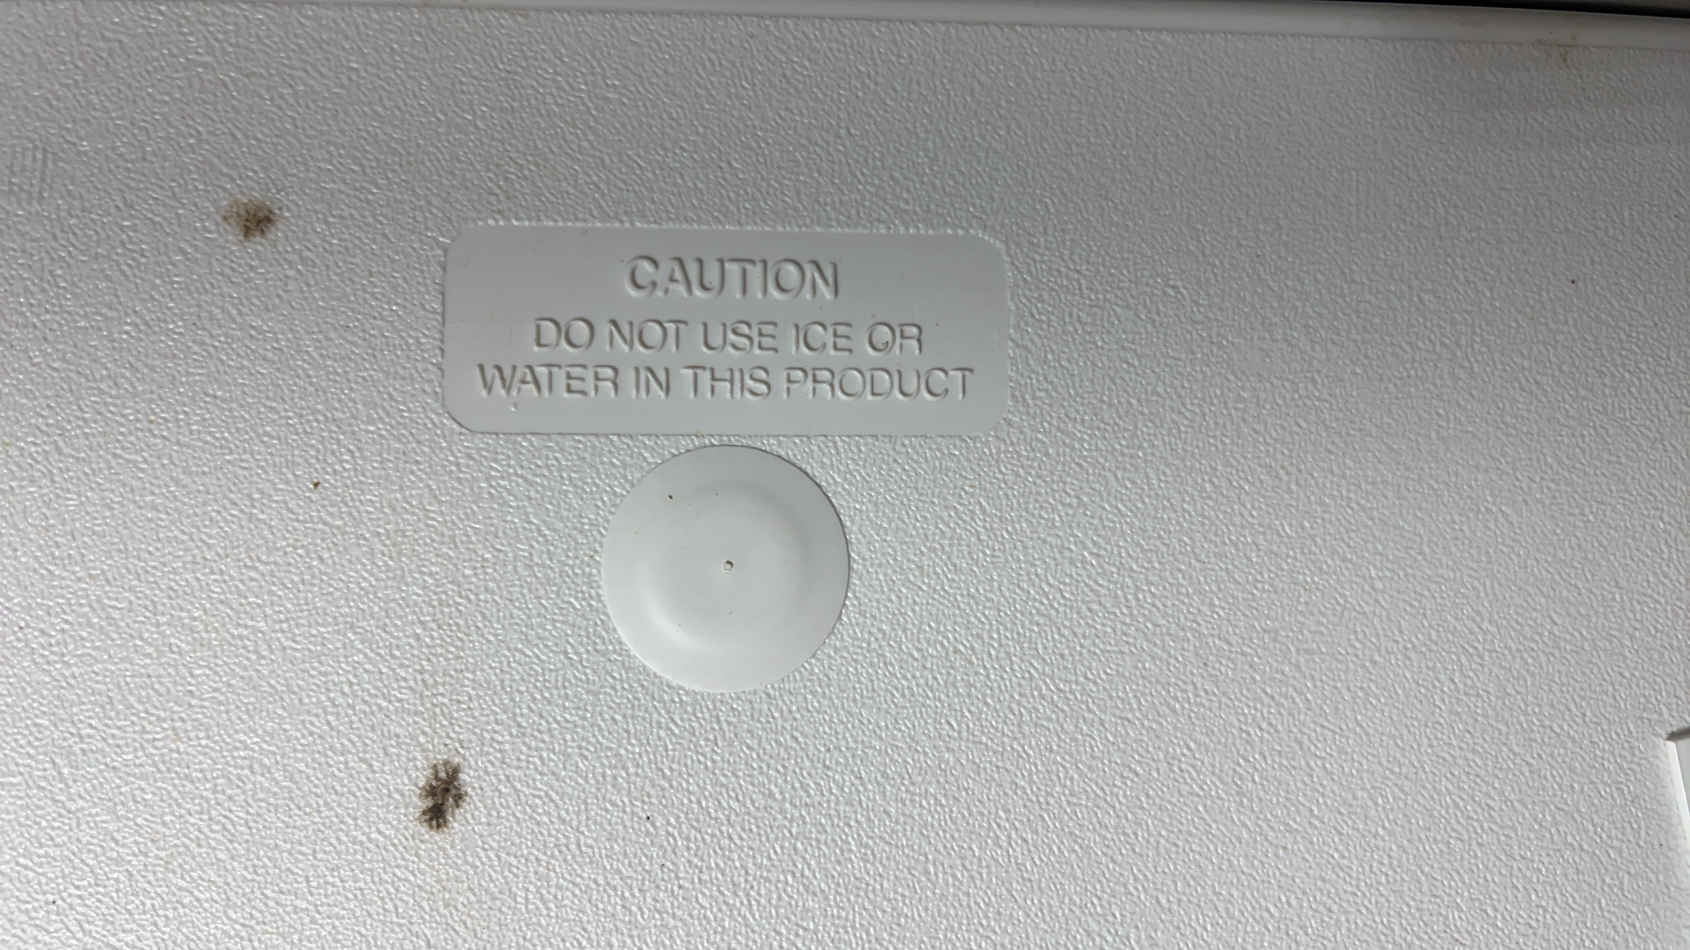 CAUTION
DO NOT USE ICE OR
WATER IN THIS PRODUCT